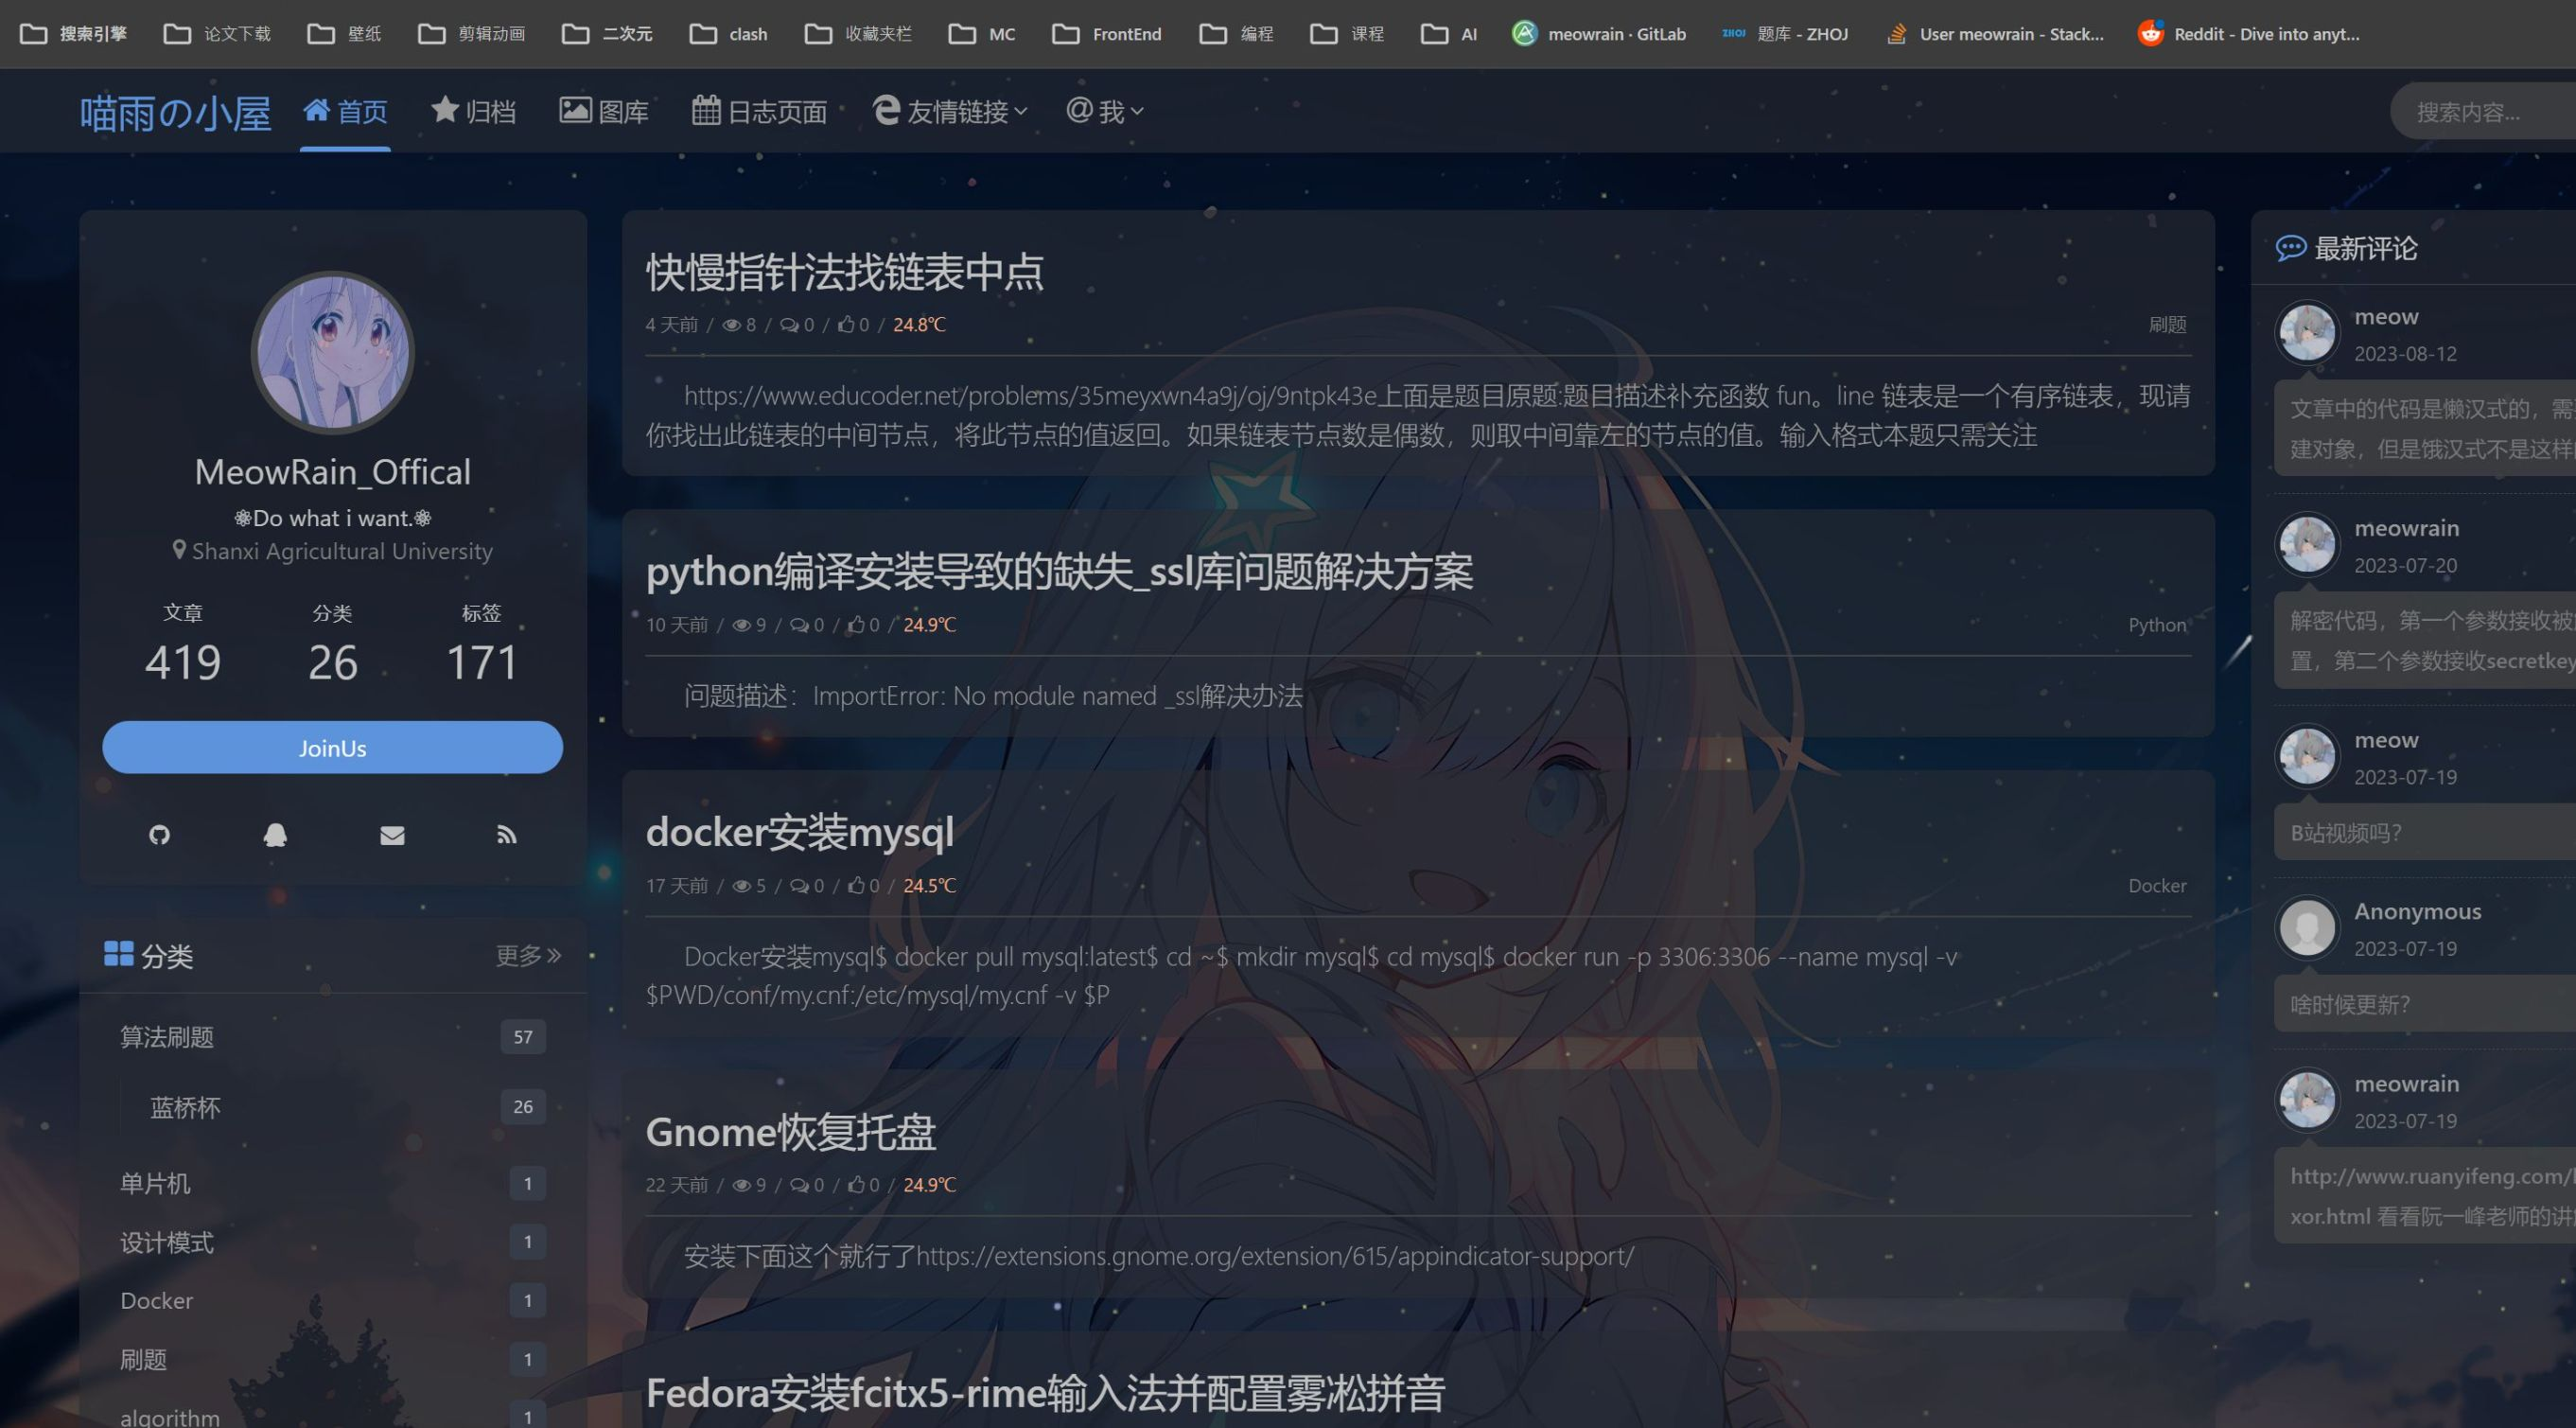 搜索引擎 论文下载 壁纸 剪辑动画 二次元 clash 收藏夹栏 MC FrontEnd 编程 课程 AI meowrain · GitLab ZHOJ 题库 - ZHOJ User meowrain - Stack... Reddit - Dive into anyt...
喵雨の小屋 首页 归档 图库 日志页面 友情链接 我 搜索内容...
MeowRain_Offical
❀Do what i want.❀
Shanxi Agricultural University
文章 分类 标签
419 26 171
JoinUs
分类 更多
算法刷题 57
蓝桥杯 26
单片机 1
设计模式 1
Docker 1
刷题 1
algorithm 1
快慢指针法找链表中点
4 天前 / 8 / 0 / 0 / 24.8℃ 刷题
https://www.educoder.net/problems/35meyxwn4a9j/oj/9ntpk43e上面是题目原题:题目描述补充函数 fun。line 链表是一个有序链表，现请
你找出此链表的中间节点，将此节点的值返回。如果链表节点数是偶数，则取中间靠左的节点的值。输入格式本题只需关注
python编译安装导致的缺失_ssl库问题解决方案
10 天前 / 9 / 0 / 0 / 24.9℃ Python
问题描述：ImportError: No module named _ssl解决办法
docker安装mysql
17 天前 / 5 / 0 / 0 / 24.5℃ Docker
Docker安装mysql$ docker pull mysql:latest$ cd ~$ mkdir mysql$ cd mysql$ docker run -p 3306:3306 --name mysql -v
$PWD/conf/my.cnf:/etc/mysql/my.cnf -v $P
Gnome恢复托盘
22 天前 / 9 / 0 / 0 / 24.9℃
安装下面这个就行了https://extensions.gnome.org/extension/615/appindicator-support/
Fedora安装fcitx5-rime输入法并配置雾凇拼音
最新评论
meow
2023-08-12
文章中的代码是懒汉式的，需
建对象，但是饿汉式不是这样
meowrain
2023-07-20
解密代码，第一个参数接收被
置，第二个参数接收secretkey
meow
2023-07-19
B站视频吗？
Anonymous
2023-07-19
啥时候更新？
meowrain
2023-07-19
http://www.ruanyifeng.com/
xor.html 看看阮一峰老师的讲